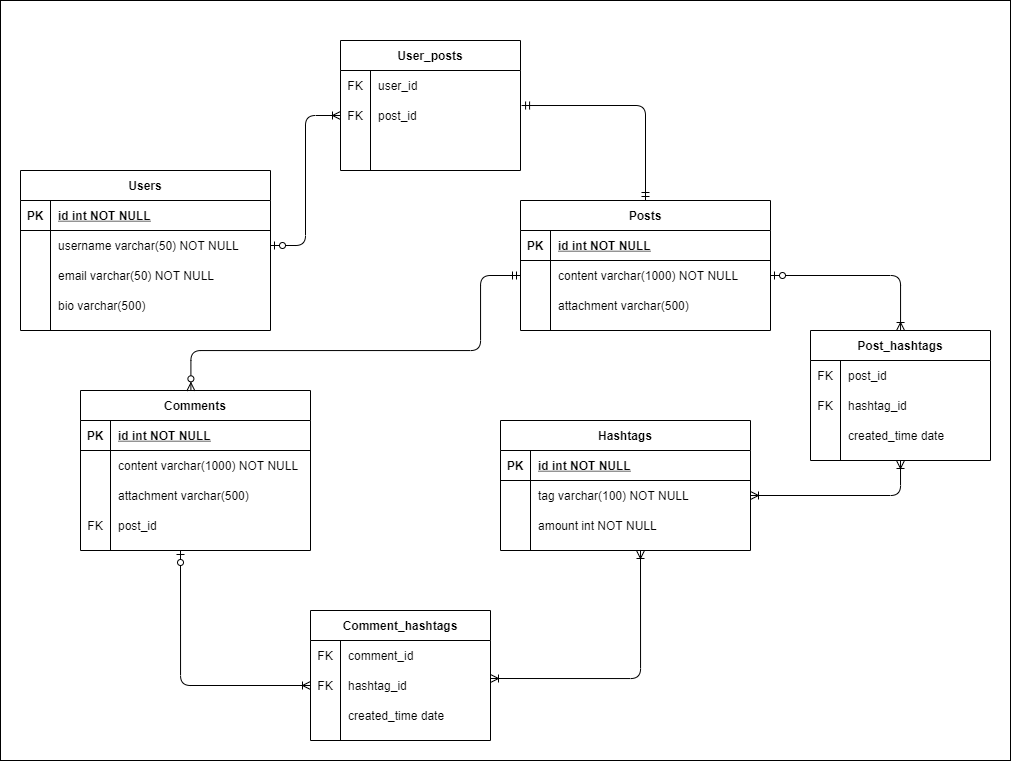 User_posts
FK user_id
FK post_id
Users
PK id int NOT NULL
username varchar(50) NOT NULL
email varchar(50) NOT NULL
bio varchar(500)
Posts
PK id int NOT NULL
content varchar(1000) NOT NULL
attachment varchar(500)
Post_hashtags
FK post_id
FK hashtag_id
created_time date
Comments
PK id int NOT NULL
content varchar(1000) NOT NULL
attachment varchar(500)
FK post_id
Hashtags
PK id int NOT NULL
tag varchar(100) NOT NULL
amount int NOT NULL
Comment_hashtags
FK comment_id
FK hashtag_id
created_time date